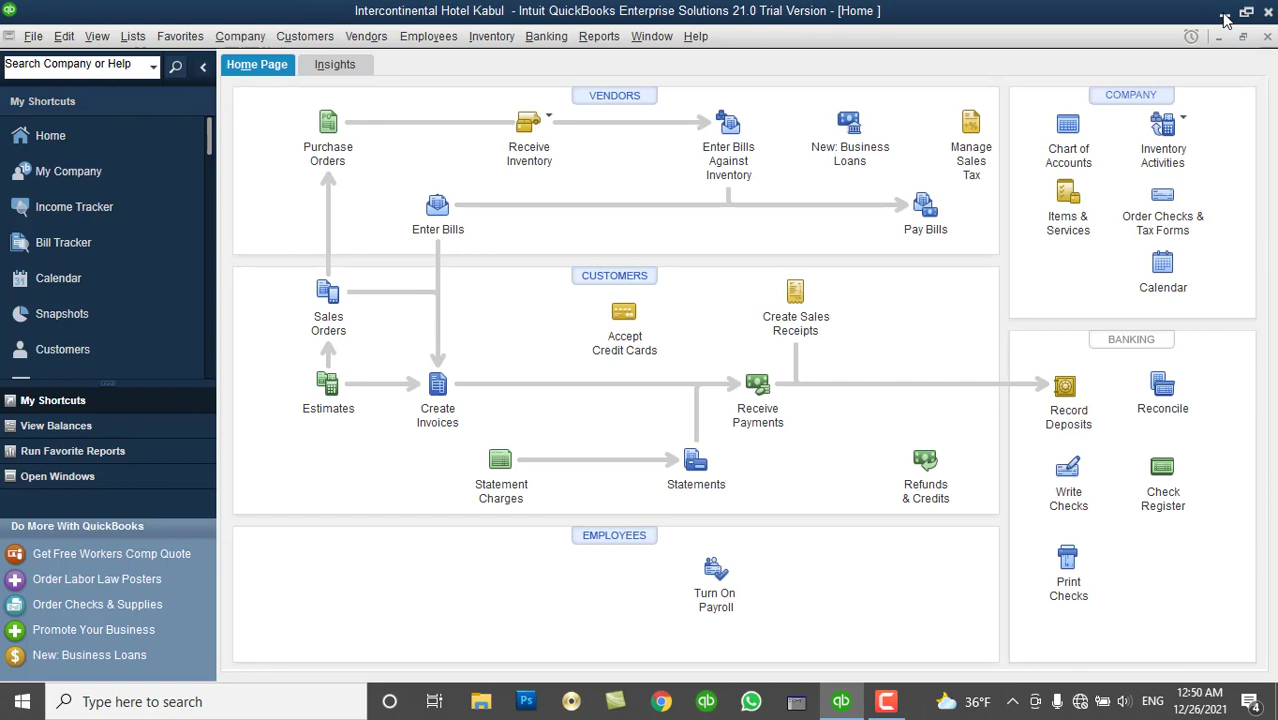 Intercontinental Hotel Kabul - Intuit QuickBooks Enterprise Solutions 21.0 Trial Version - [Home ]
File Edit View Lists Favorites Company Customers Vendors Employees Inventory Banking Reports Window Help
Search Company or Help
Home Page Insights
My Shortcuts
Home
My Company
Income Tracker
Bill Tracker
Calendar
Snapshots
Customers
My Shortcuts
View Balances
Run Favorite Reports
Open Windows
Do More With QuickBooks
Get Free Workers Comp Quote
Order Labor Law Posters
Order Checks & Supplies
Promote Your Business
New: Business Loans
VENDORS
Purchase
Orders
Receive
Inventory
Enter Bills
Against
Inventory
New: Business
Loans
Manage
Sales
Tax
Enter Bills
Pay Bills
CUSTOMERS
Sales
Orders
Accept
Credit Cards
Create Sales
Receipts
Estimates
Create
Invoices
Receive
Payments
Statement
Charges
Statements
Refunds
& Credits
EMPLOYEES
Turn On
Payroll
COMPANY
Chart of
Accounts
Inventory
Activities
Items &
Services
Order Checks &
Tax Forms
Calendar
BANKING
Record
Deposits
Reconcile
Write
Checks
Check
Register
Print
Checks
Type here to search
Ps
qb
qb
36°F
ENG
12:50 AM
12/26/2021
4